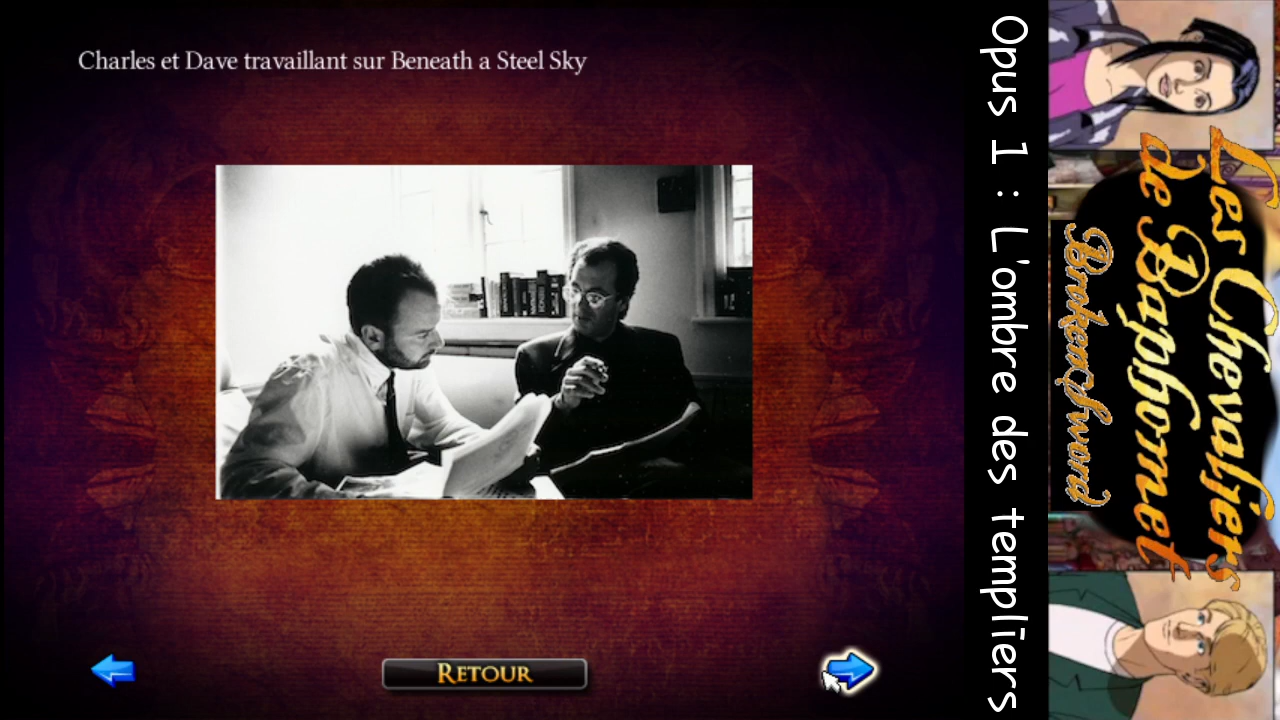 Charles et Dave travaillant sur Beneath a Steel Sky
RETOUR
Opus 1 : L'ombre des templiers
Les Chevaliers
de Baphomet
Broken Sword